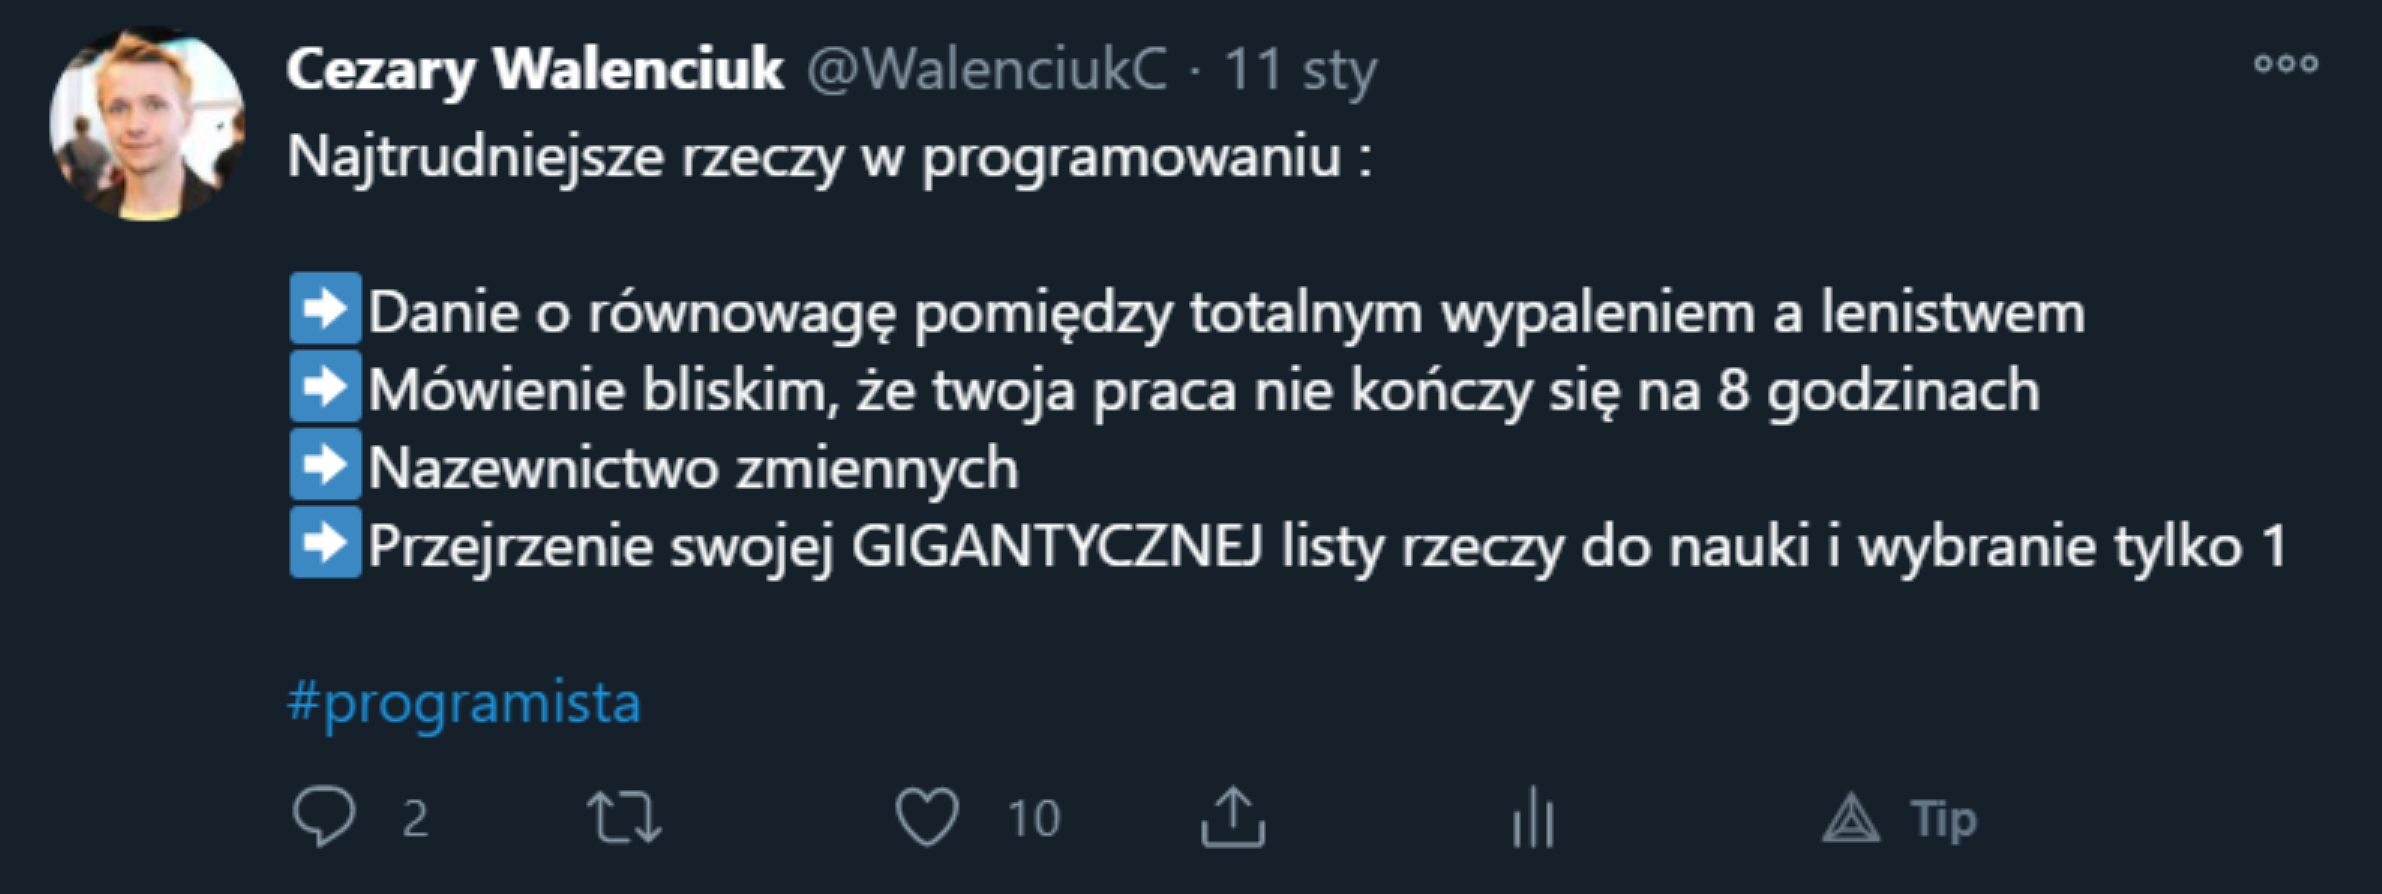 Cezary Walenciuk @WalenciukC · 11 sty
Najtrudniejsze rzeczy w programowaniu :
➡Danie o równowagę pomiędzy totalnym wypaleniem a lenistwem
➡Mówienie bliskim, że twoja praca nie kończy się na 8 godzinach
➡Nazewnictwo zmiennych
➡Przejrzenie swojej GIGANTYCZNEJ listy rzeczy do nauki i wybranie tylko 1
#programista
2 10 Tip